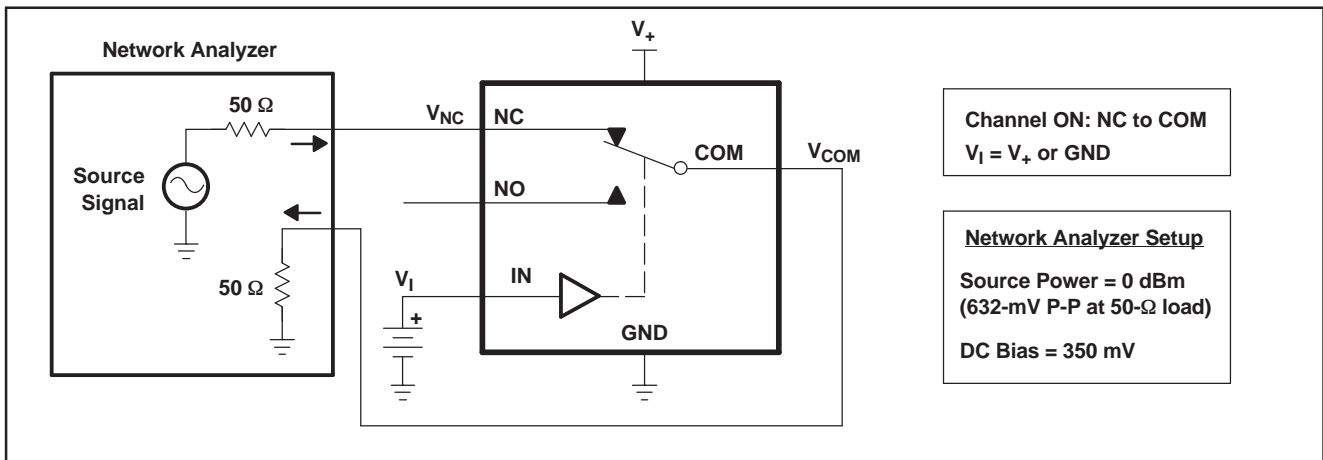 V+
Network Analyzer
50 Ω
VNC
NC
COM
VCOM
Source
Signal
NO
50 Ω
VI
IN
+
GND
Channel ON: NC to COM
VI = V+ or GND
Network Analyzer Setup
Source Power = 0 dBm
(632-mV P-P at 50-Ω load)
DC Bias = 350 mV